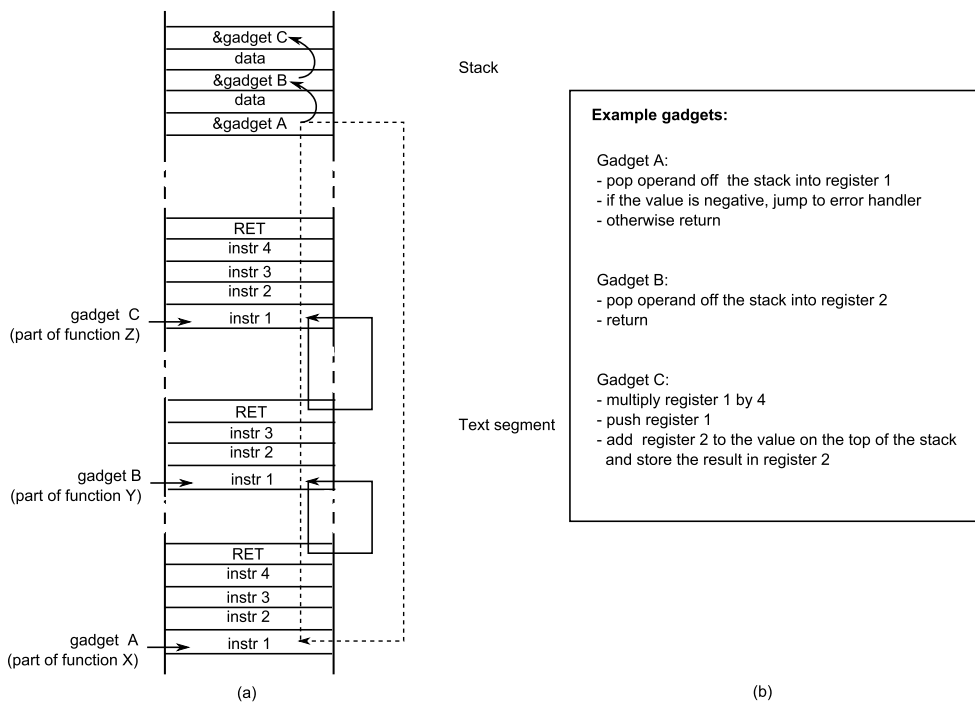 &gadget C
data
&gadget B
data
&gadget A
Stack
RET
instr 4
instr 3
instr 2
instr 1
gadget C
(part of function Z)
RET
instr 3
instr 2
instr 1
gadget B
(part of function Y)
Text segment
RET
instr 4
instr 3
instr 2
instr 1
gadget A
(part of function X)
(a)
Example gadgets:
Gadget A:
- pop operand off the stack into register 1
- if the value is negative, jump to error handler
- otherwise return
Gadget B:
- pop operand off the stack into register 2
- return
Gadget C:
- multiply register 1 by 4
- push register 1
- add register 2 to the value on the top of the stack
and store the result in register 2
(b)